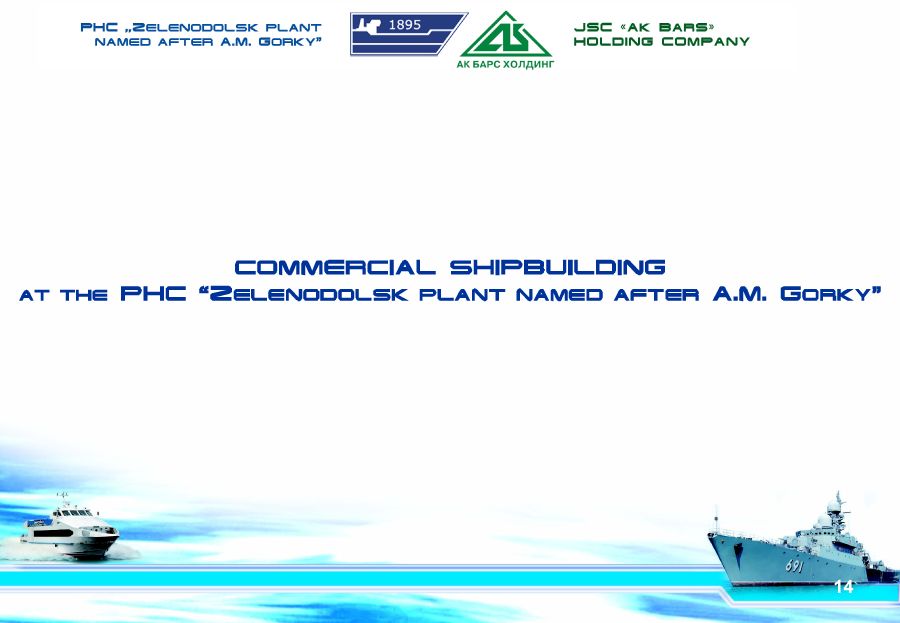 PHC „Zelenodolsk plant
named after A.M. Gorky”
1895
АК БАРС ХОЛДИНГ
JSC «AK BARS»
HOLDING COMPANY
COMMERCIAL SHIPBUILDING
AT THE PHC “Zelenodolsk plant named after A.M. Gorky”
691
14